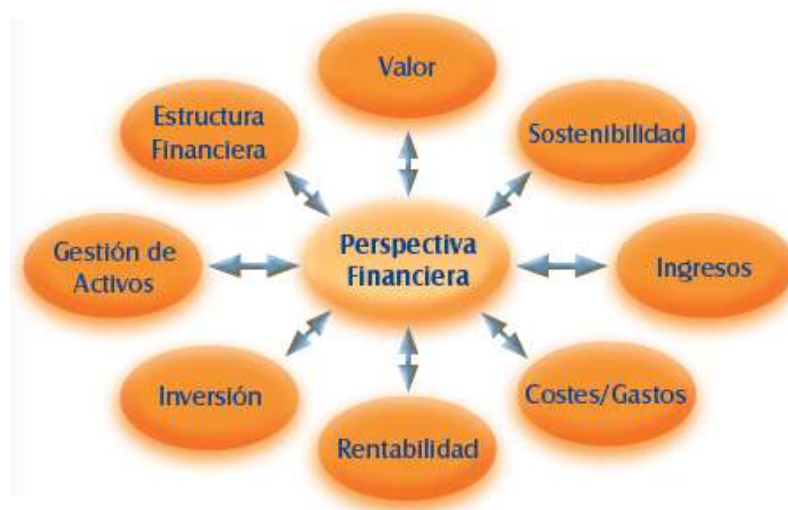 Valor
Estructura
Financiera
Sostenibilidad
Perspectiva
Financiera
Gestión de
Activos
Ingresos
Inversión
Costes/Gastos
Rentabilidad